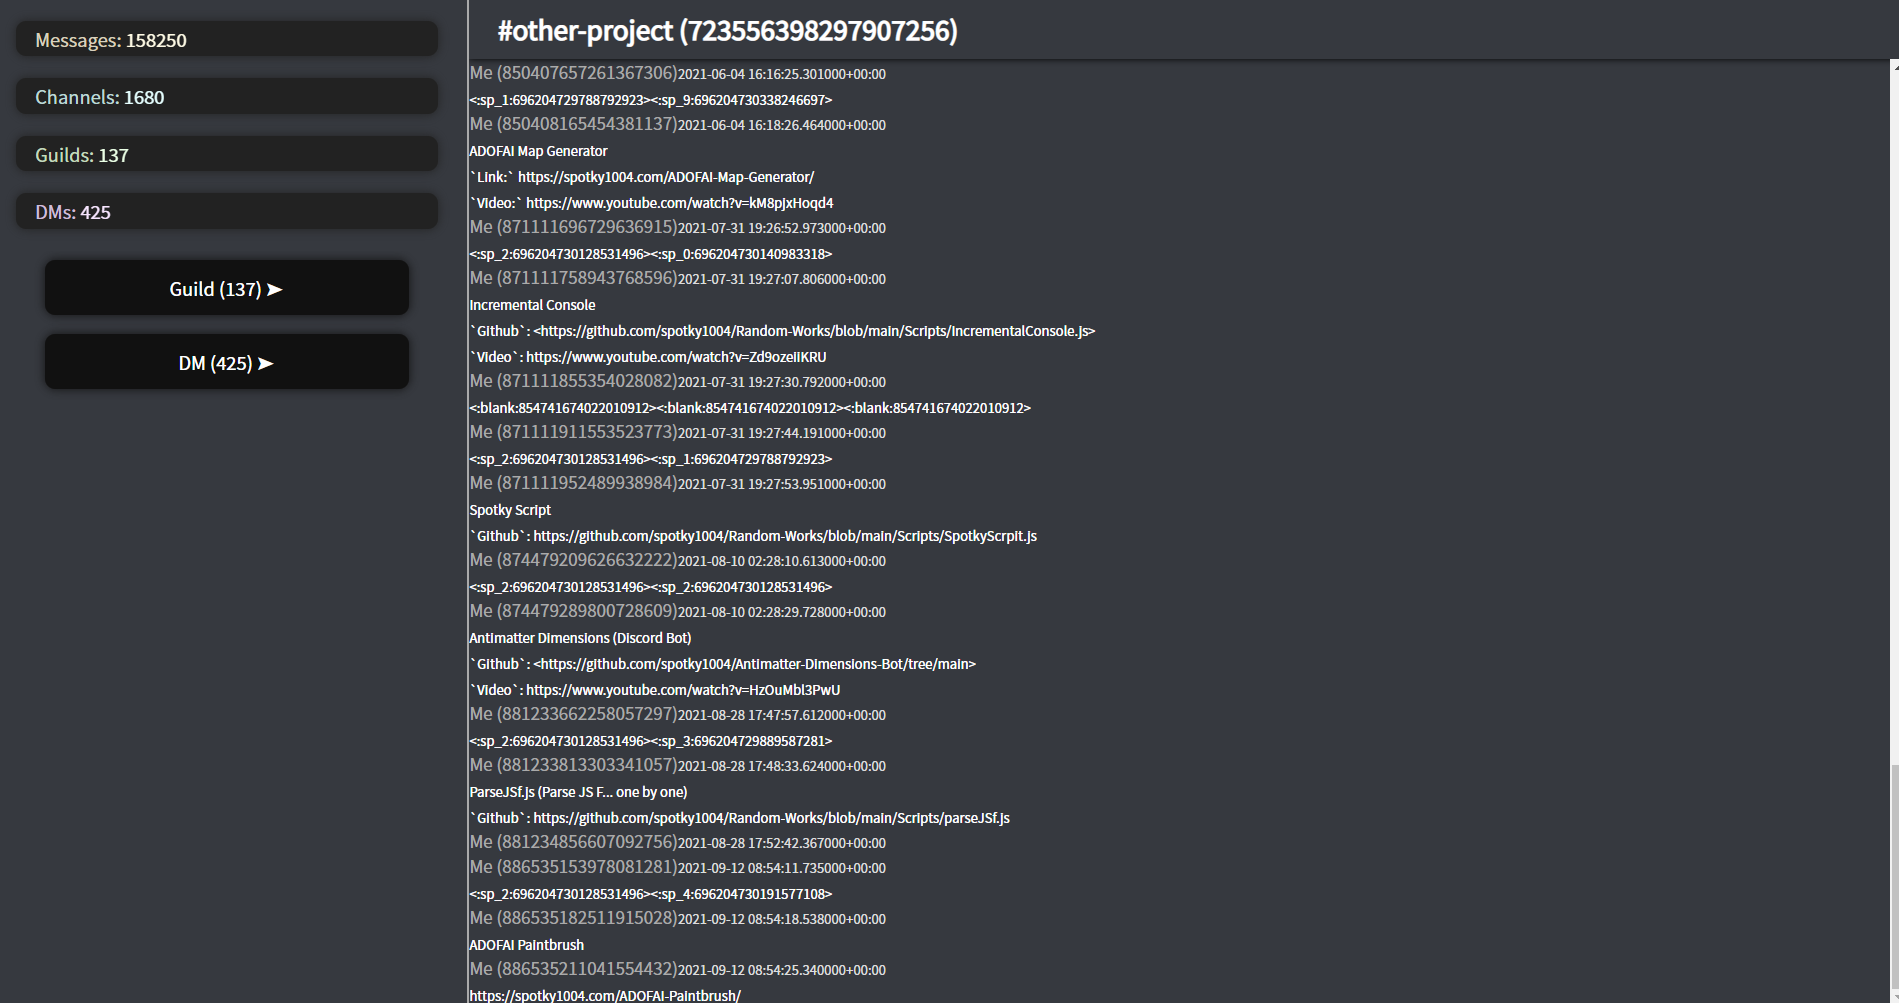 Messages: 158250
Channels: 1680
Guilds: 137
DMs: 425
Guild (137) ➤
DM (425) ➤
#other-project (723556398297907256)
Me (850407657261367306)2021-06-04 16:16:25.301000+00:00
<:sp_1:696204729788792923><:sp_9:696204730338246697>
Me (850408165454381137)2021-06-04 16:18:26.464000+00:00
ADOFAI Map Generator
`Link:` https://spotky1004.com/ADOFAI-Map-Generator/
`Video:` https://www.youtube.com/watch?v=kM8pjxHoqd4
Me (871111696729636915)2021-07-31 19:26:52.973000+00:00
<:sp_2:696204730128531496><:sp_0:696204730140983318>
Me (871111758943768596)2021-07-31 19:27:07.806000+00:00
Incremental Console
`Github`: <https://github.com/spotky1004/Random-Works/blob/main/Scripts/IncrementalConsole.js>
`Video`: https://www.youtube.com/watch?v=Zd9ozeiIKRU
Me (871111855354028082)2021-07-31 19:27:30.792000+00:00
<:blank:854741674022010912><:blank:854741674022010912><:blank:854741674022010912>
Me (871111911553523773)2021-07-31 19:27:44.191000+00:00
<:sp_2:696204730128531496><:sp_1:696204729788792923>
Me (871111952489938984)2021-07-31 19:27:53.951000+00:00
Spotky Script
`Github`: https://github.com/spotky1004/Random-Works/blob/main/Scripts/SpotkyScrpit.js
Me (874479209626632222)2021-08-10 02:28:10.613000+00:00
<:sp_2:696204730128531496><:sp_2:696204730128531496>
Me (874479289800728609)2021-08-10 02:28:29.728000+00:00
Antimatter Dimensions (Discord Bot)
`Github`: <https://github.com/spotky1004/Antimatter-Dimensions-Bot/tree/main>
`Video`: https://www.youtube.com/watch?v=HzOuMbl3PwU
Me (881233662258057297)2021-08-28 17:47:57.612000+00:00
<:sp_2:696204730128531496><:sp_3:696204729889587281>
Me (881233813303341057)2021-08-28 17:48:33.624000+00:00
ParseJSf.js (Parse JS F... one by one)
`Github`: https://github.com/spotky1004/Random-Works/blob/main/Scripts/parseJSf.js
Me (881234856607092756)2021-08-28 17:52:42.367000+00:00
Me (886535153978081281)2021-09-12 08:54:11.735000+00:00
<:sp_2:696204730128531496><:sp_4:696204730191577108>
Me (886535182511915028)2021-09-12 08:54:18.538000+00:00
ADOFAI Paintbrush
Me (886535211041554432)2021-09-12 08:54:25.340000+00:00
https://spotky1004.com/ADOFAI-Paintbrush/